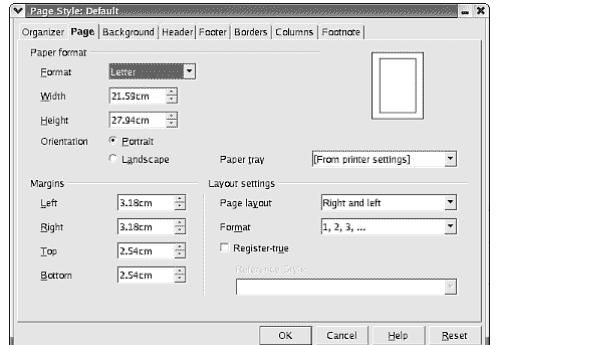 Page Style: Default
Organizer Page Background Header Footer Borders Columns Footnote
Paper format
Format Letter
Width 21.59cm
Height 27.94cm
Orientation Portrait
Landscape Paper tray [From printer settings]
Margins Layout settings
Left 3.18cm Page layout Right and left
Right 3.18cm Format 1, 2, 3, ...
Top 2.54cm Register-true
Bottom 2.54cm Reference Style
OK Cancel Help Reset